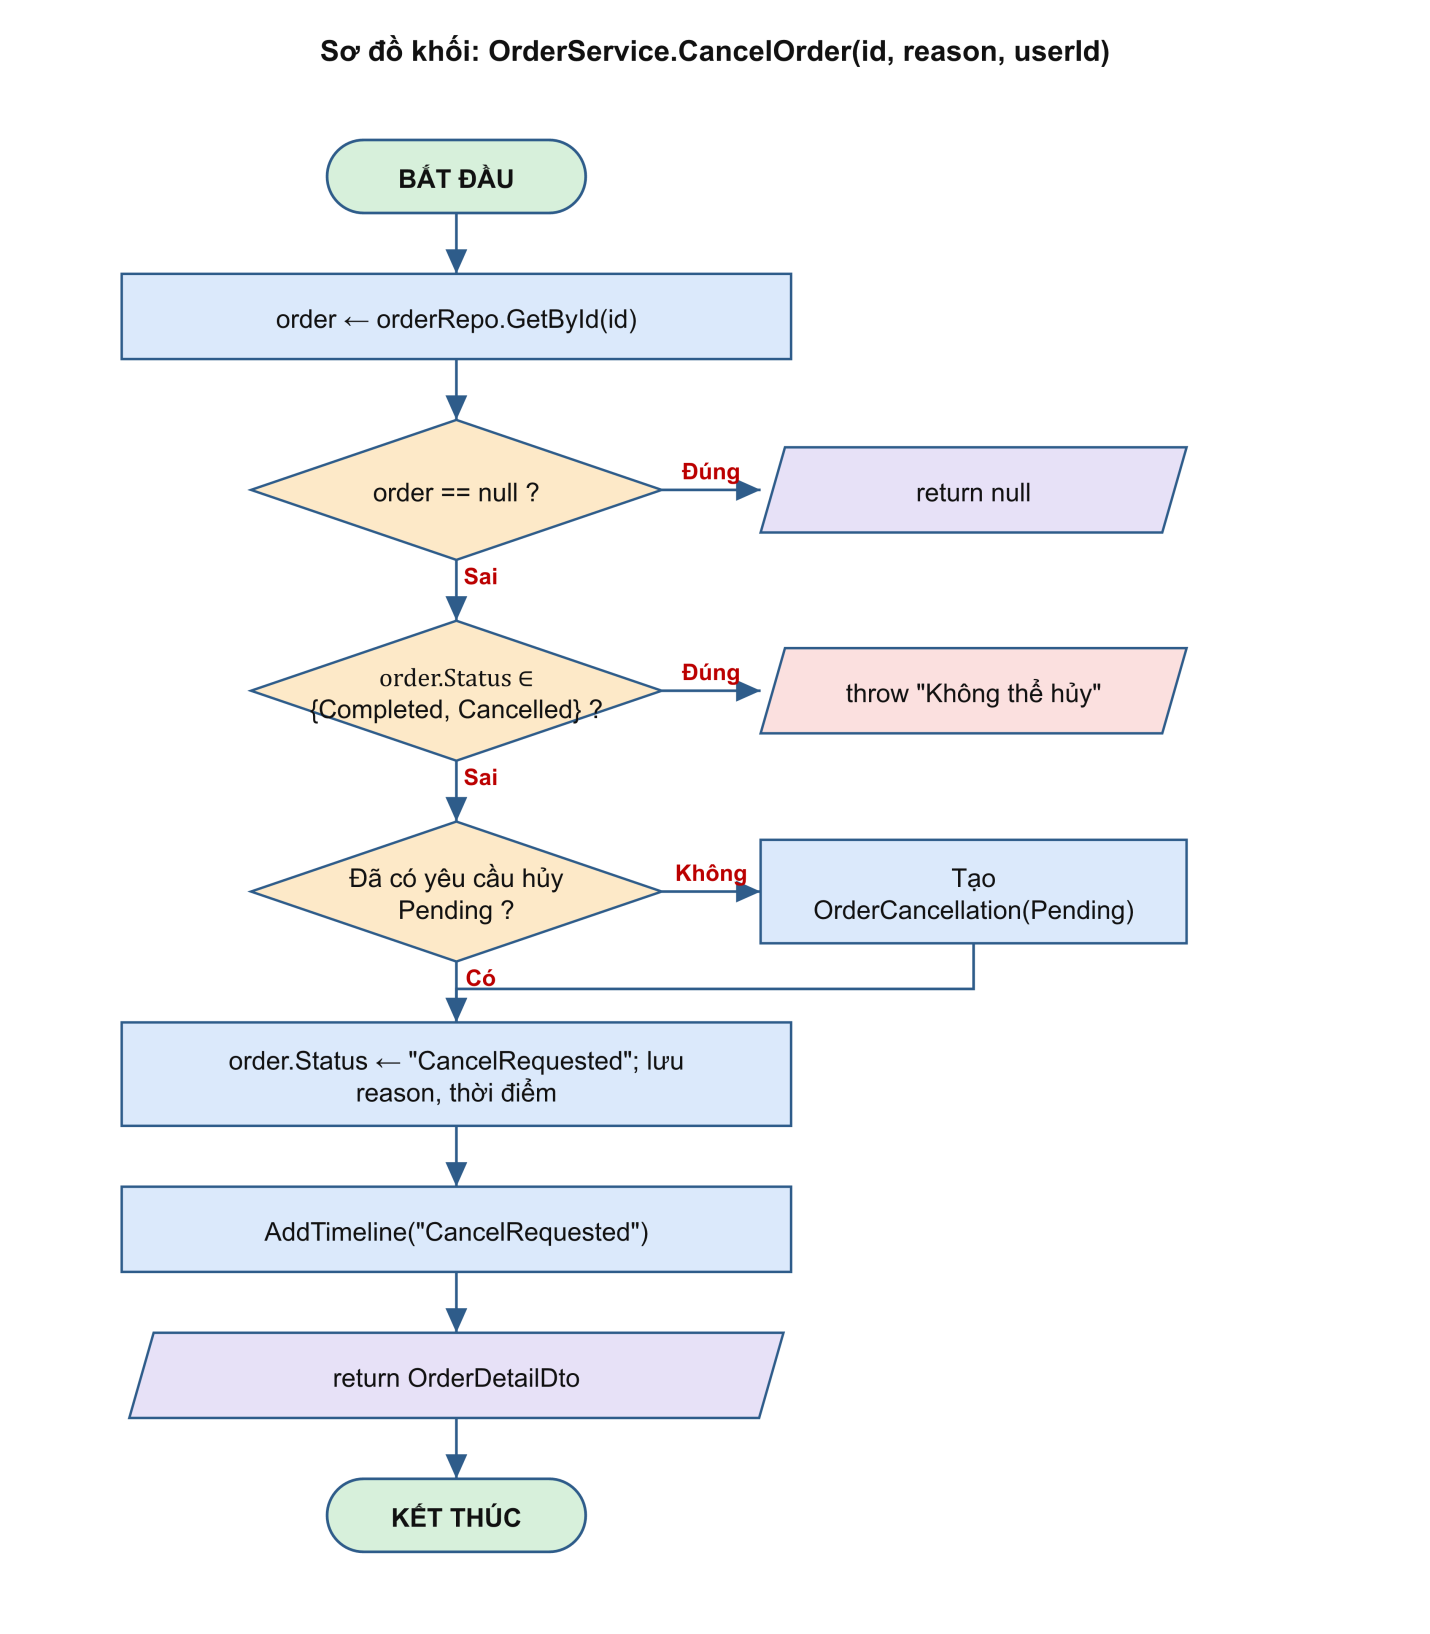 Sơ đồ khối: OrderService.CancelOrder(id, reason, userId)
BẮT ĐẦU
order ← orderRepo.GetById(id)
order == null ?
Đúng
return null
Sai
order.Status ∈
{Completed, Cancelled} ?
Đúng
throw "Không thể hủy"
Sai
Đã có yêu cầu hủy
Pending ?
Không
Tạo
OrderCancellation(Pending)
Có
order.Status ← "CancelRequested"; lưu
reason, thời điểm
AddTimeline("CancelRequested")
return OrderDetailDto
KẾT THÚC